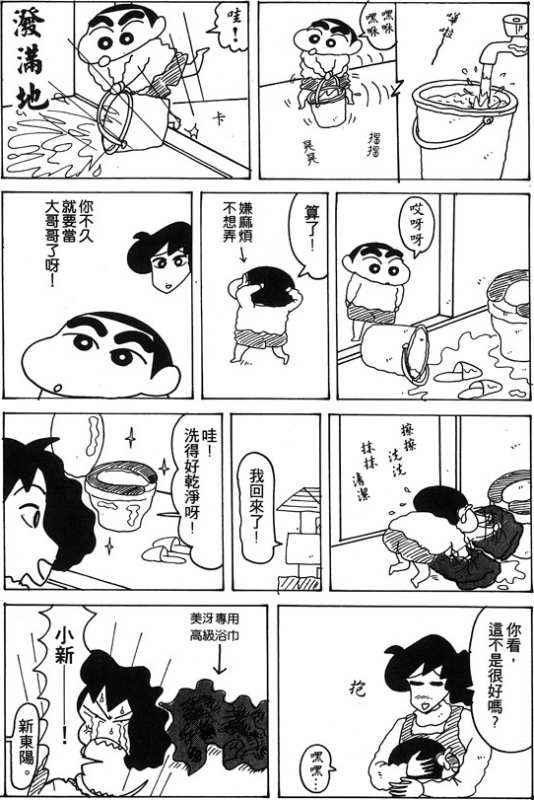 嘩啦
嘿咻
嘿咻
搖搖
晃晃
哇！
卡
潑滿地
哎呀呀
算了！
嫌麻煩
不想弄
你不久
就要當
大哥哥了呀！
擦擦
洗洗
抹抹
清潔
我回來了！
哇！
洗得好乾淨呀！
你看，
這不是很好嗎？
抱
嘿嘿…
美冴專用
高級浴巾
小新──！
新東陽。